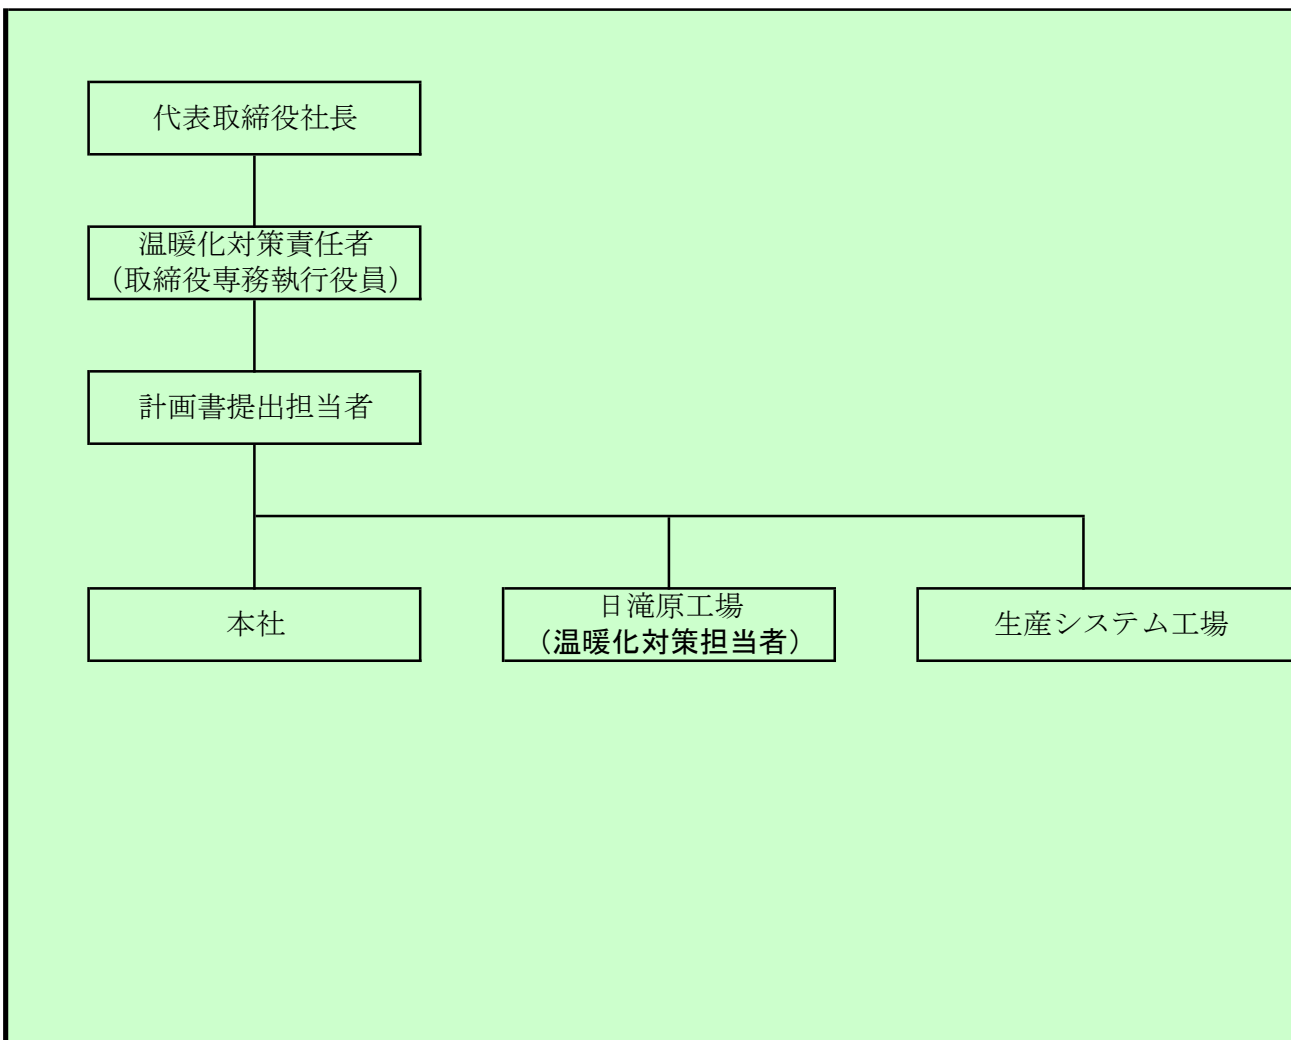 代表取締役社長
温暖化対策責任者
（取締役専務執行役員）
計画書提出担当者
本社
日滝原工場
（温暖化対策担当者）
生産システム工場